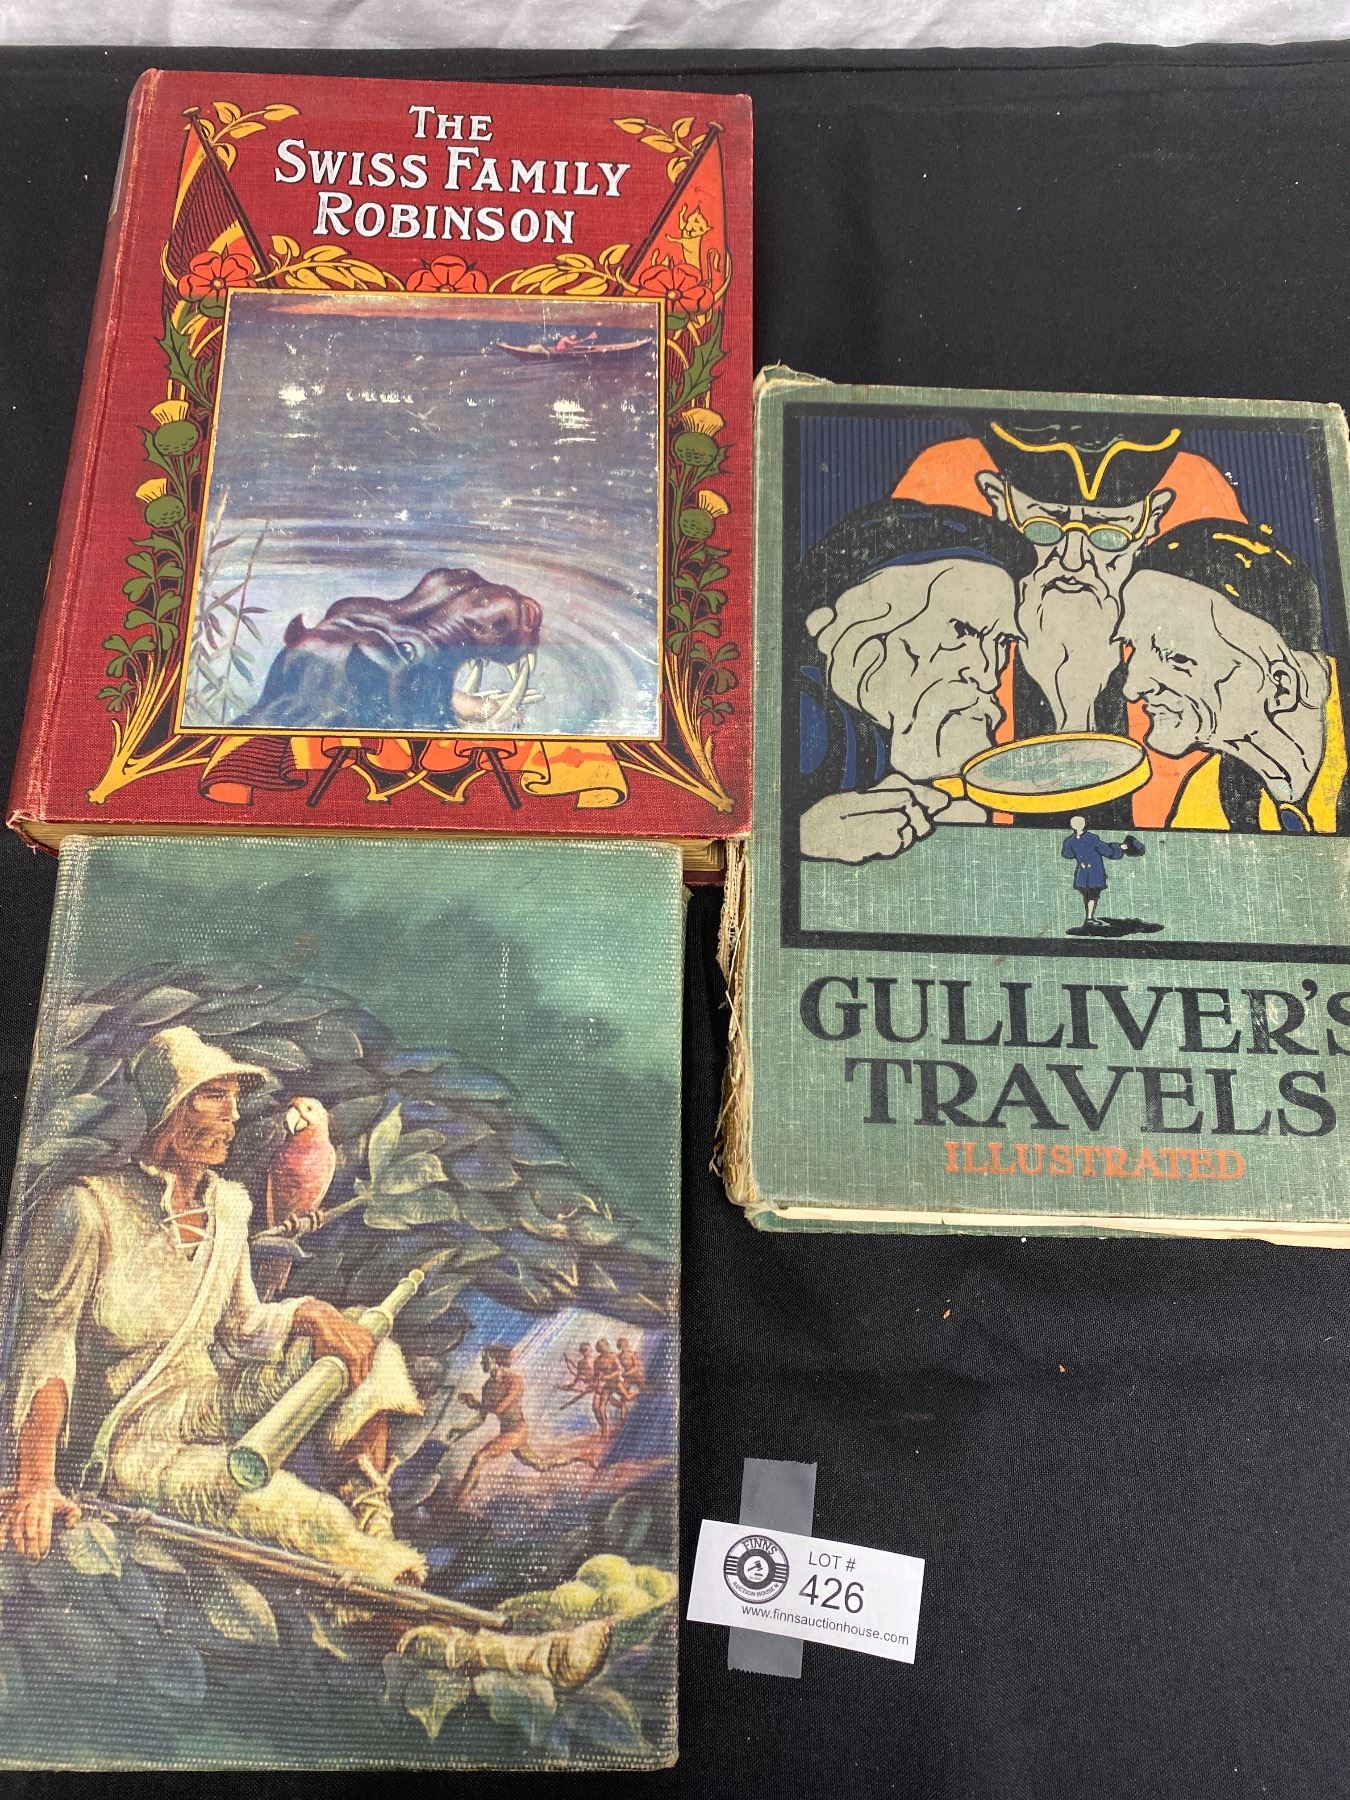 THE
SWISS FAMILY
ROBINSON
GULLIVER'S
TRAVELS
ILLUSTRATED
FINNS
AUCTION HOUSE
LOT #
426
www.finnsauctionhouse.com